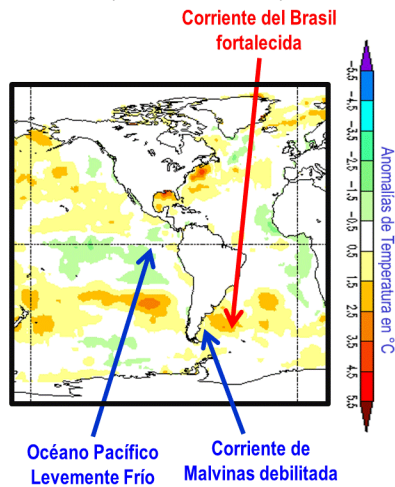 Corriente del Brasil
fortalecida
-5.5
-4.5
-3.5
-2.5
-1.5
-0.5
0.5
1.5
2.5
3.5
4.5
5.5
Anomalías de Temperatura en °C
Océano Pacífico
Levemente Frío
Corriente de
Malvinas debilitada